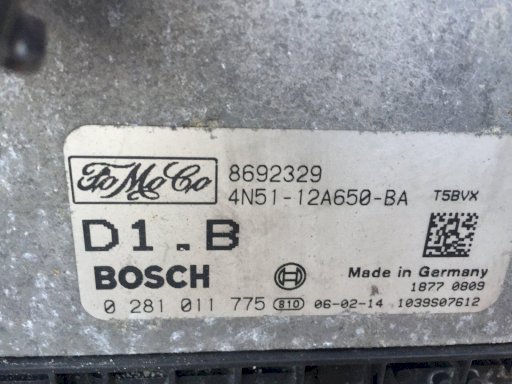 FoMoCo 8692329
4N51-12A650-BA T5BVX
D1.B
BOSCH Made in Germany
1877 0809
0 281 011 775 810 06-02-14 1039S07612